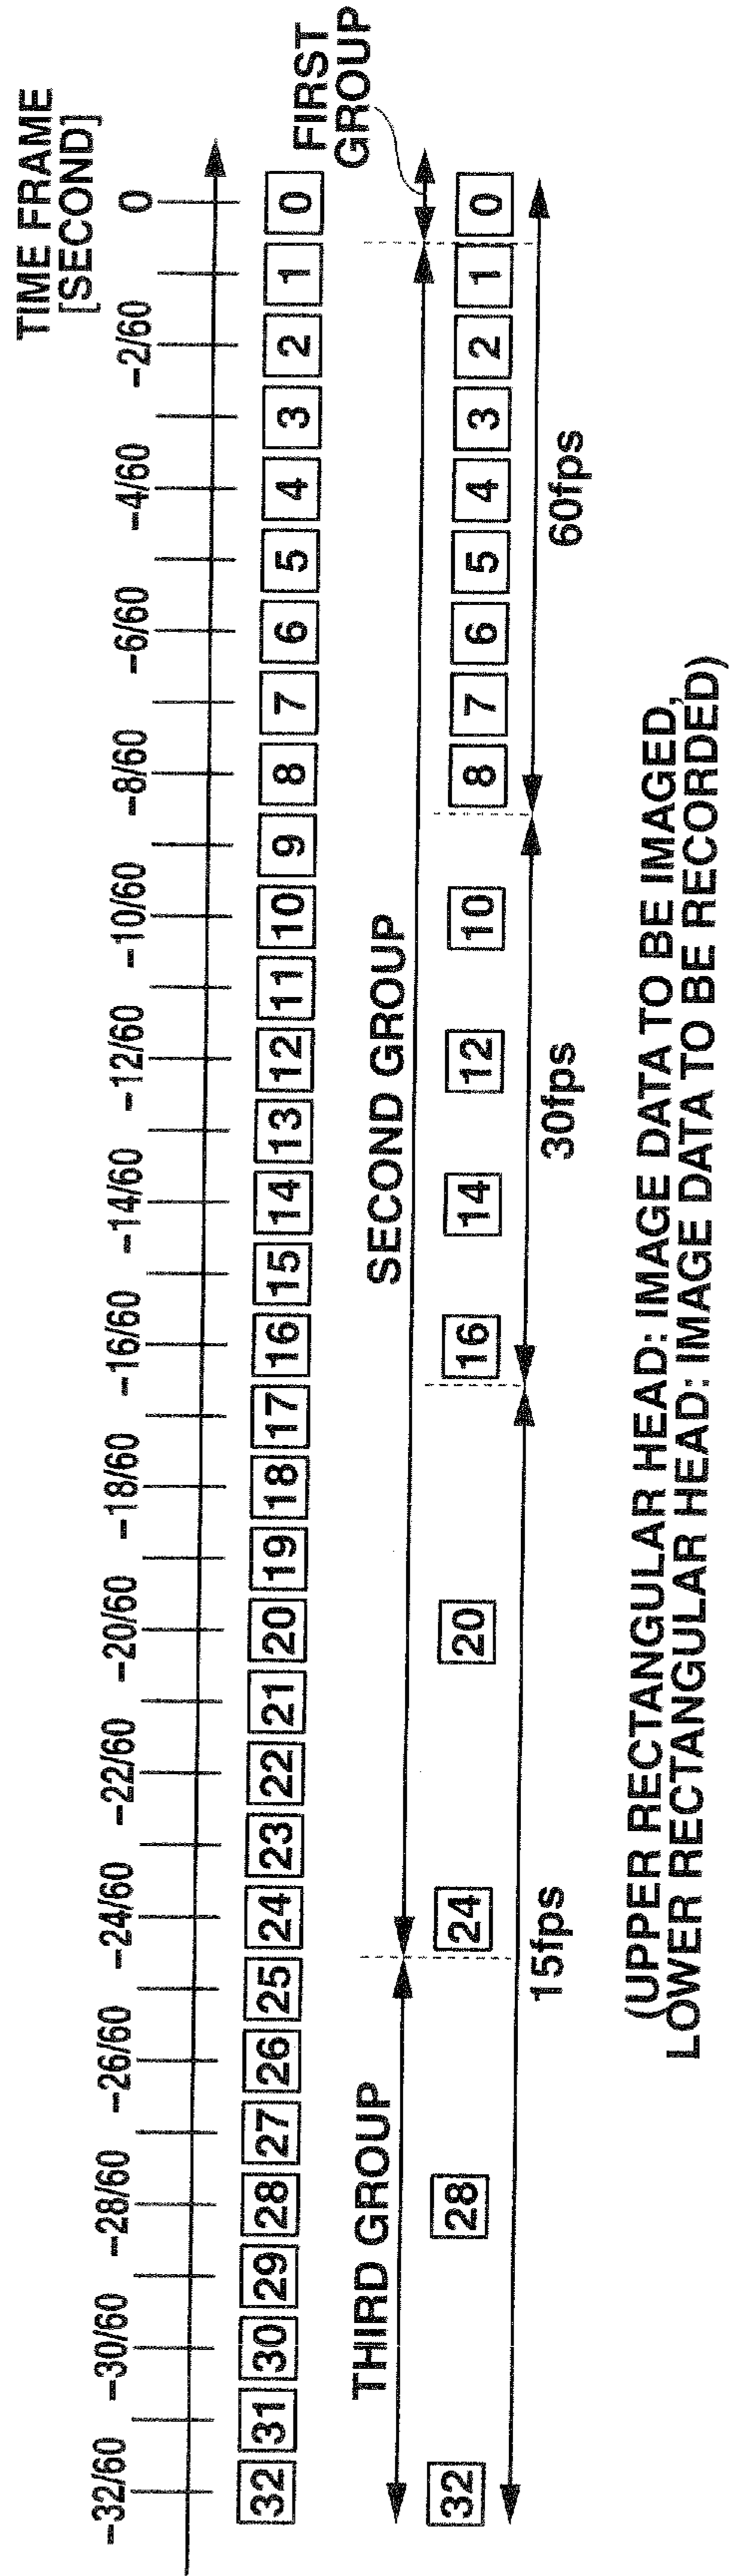 TIME FRAME
[SECOND]
-32/60 -30/60 -28/60 -26/60 -24/60 -22/60 -20/60 -18/60 -16/60 -14/60 -12/60 -10/60 -8/60 -6/60 -4/60 -2/60 0
32 31 30 29 28 27 26 25 24 23 22 21 20 19 18 17 16 15 14 13 12 11 10 9 8 7 6 5 4 3 2 1 0
FIRST
GROUP
THIRD GROUP SECOND GROUP
32 28 24 20 16 14 12 10 8 7 6 5 4 3 2 1 0
15fps 30fps 60fps
(UPPER RECTANGULAR HEAD: IMAGE DATA TO BE IMAGED,
LOWER RECTANGULAR HEAD: IMAGE DATA TO BE RECORDED)